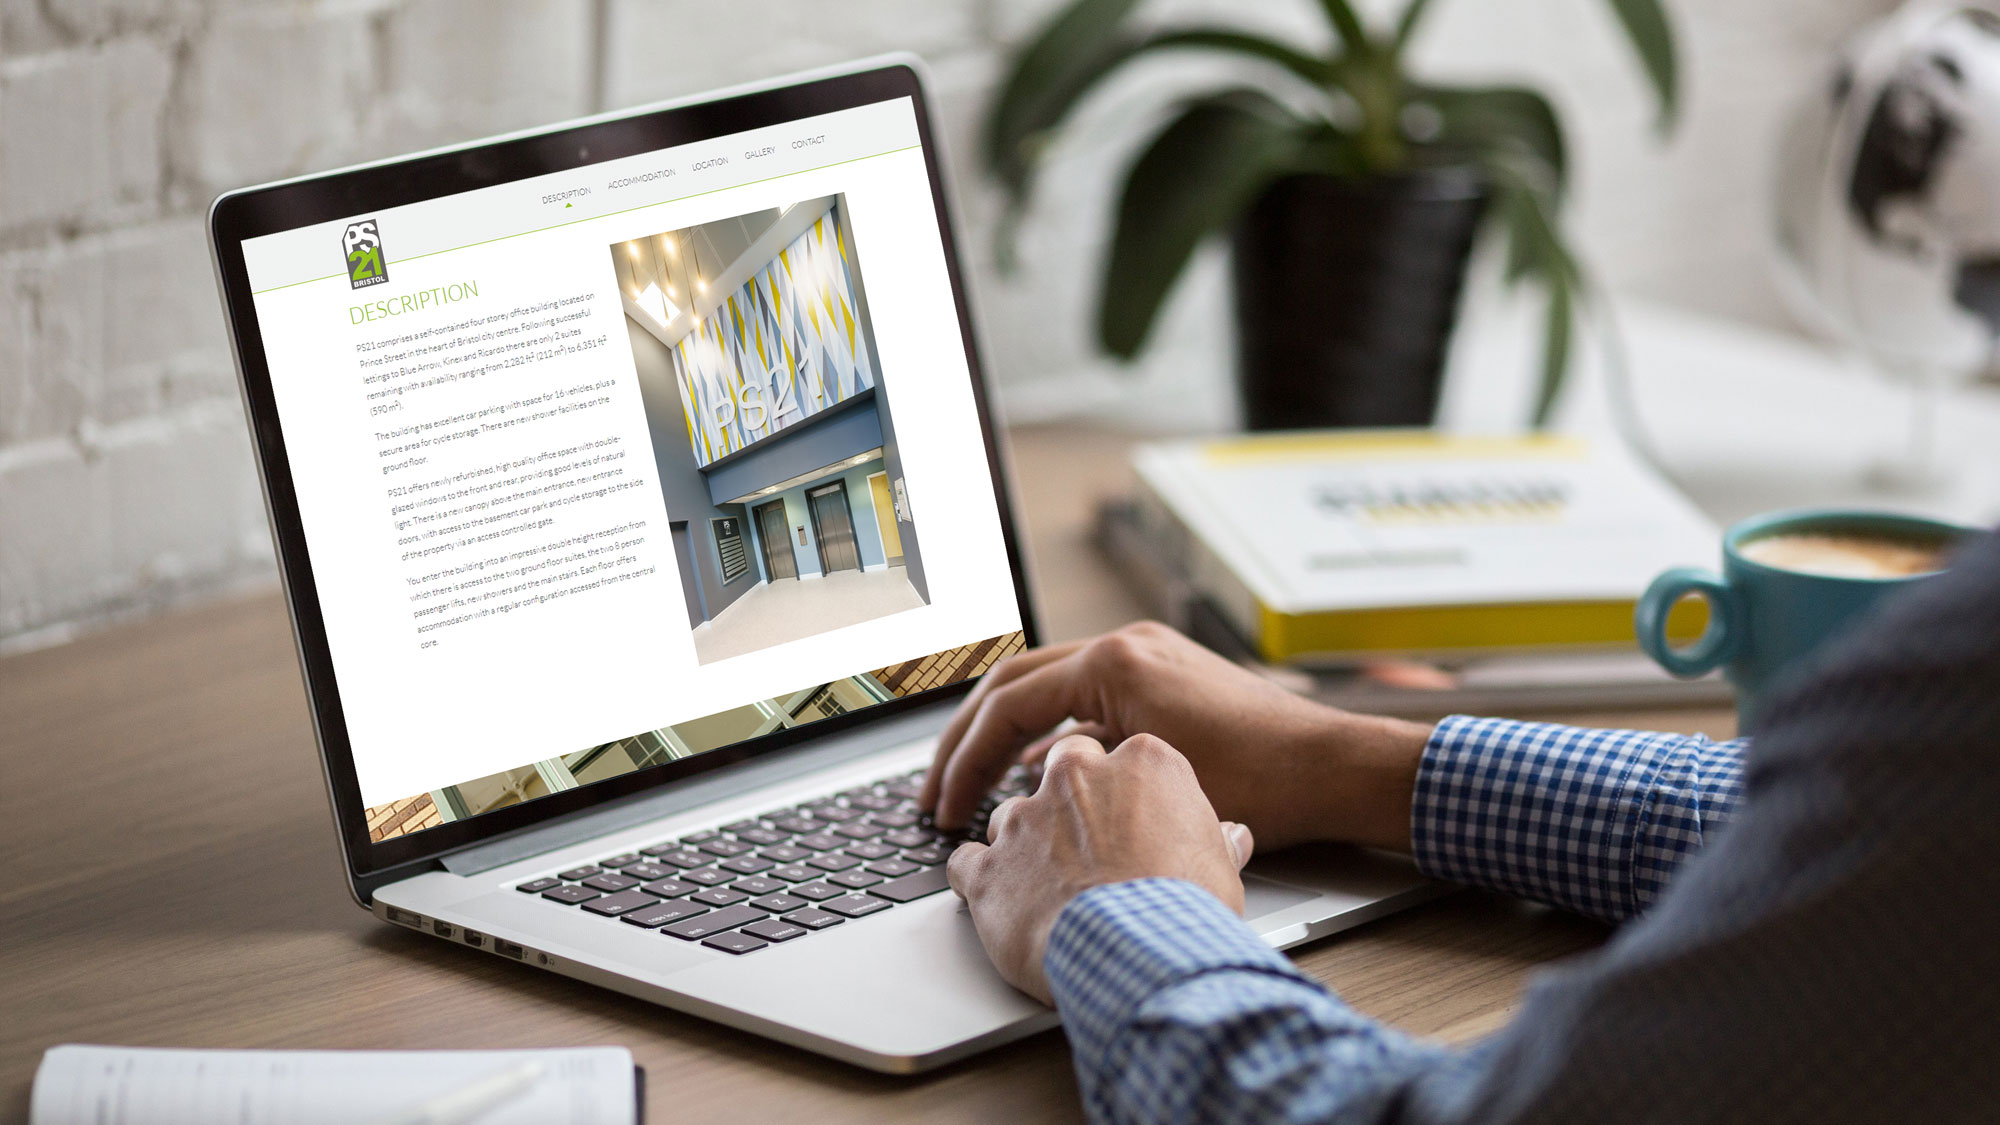 DESCRIPTION ACCOMMODATION LOCATION GALLERY CONTACT
PS
21
BRISTOL
DESCRIPTION
PS21 comprises a self-contained four storey office building located on
Prince Street in the heart of Bristol city centre. Following successful
lettings to Blue Arrow, Kinex and Ricardo there are only 2 suites
remaining with availability ranging from 2,282 ft² (212 m²) to 6,351 ft²
(590 m²).
The building has excellent car parking with space for 16 vehicles, plus a
secure area for cycle storage. There are new shower facilities on the
ground floor.
PS21 offers newly refurbished, high quality office space with double-
glazed windows to the front and rear, providing good levels of natural
light. There is a new canopy above the main entrance, new entrance
doors, with access to the basement car park and cycle storage to the side
of the property via an access controlled gate.
You enter the building into an impressive double height reception from
which there is access to the two ground floor suites, the two 8 person
passenger lifts, new showers and the main stairs. Each floor offers
accommodation with a regular configuration accessed from the central
core.
PS21